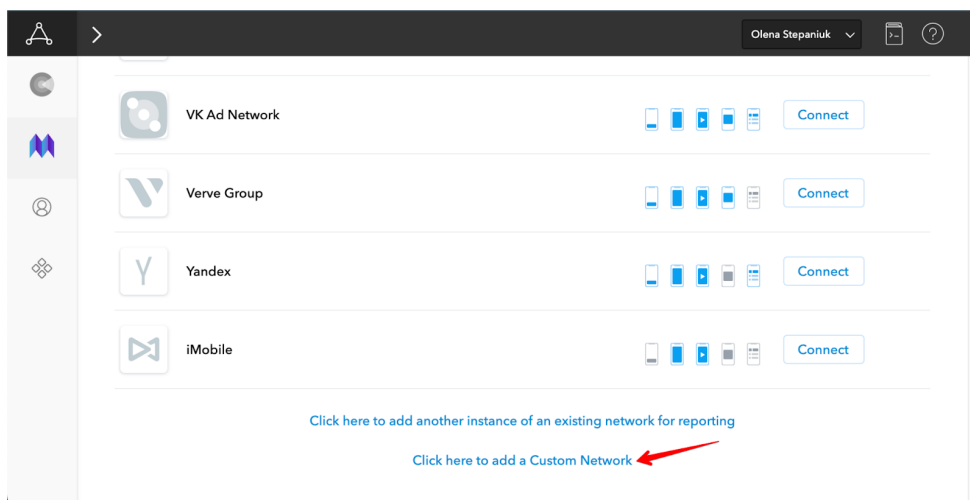 Olena Stepaniuk
VK Ad Network
Connect
Verve Group
Connect
Yandex
Connect
iMobile
Connect
Click here to add another instance of an existing network for reporting
Click here to add a Custom Network